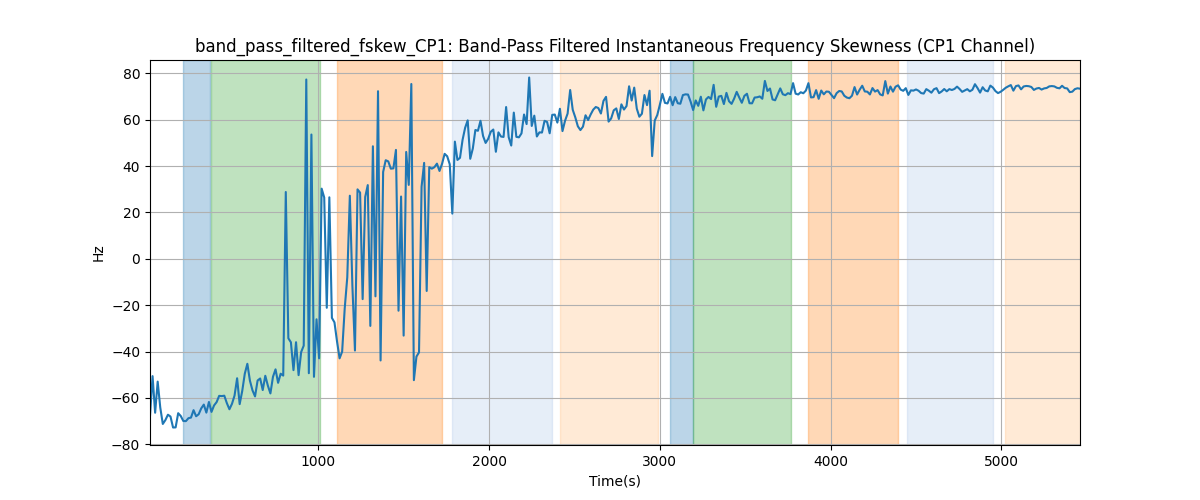 band_pass_filtered_fskew_CP1: Band-Pass Filtered Instantaneous Frequency Skewness (CP1 Channel)
80
60
40
20
0
−20
−40
−60
−80
Hz
1000 2000 3000 4000 5000
Time(s)